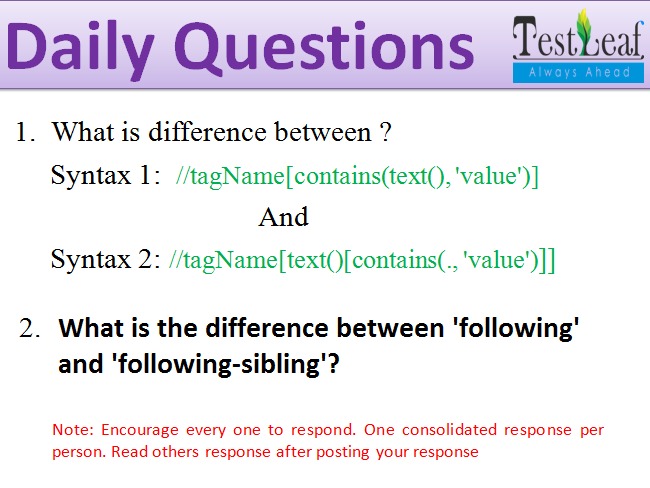 Daily Questions
TestLeaf
Always Ahead
1. What is difference between ?
Syntax 1: //tagName[contains(text(), 'value')]
And
Syntax 2: //tagName[text()[contains(., 'value')]]
2. What is the difference between 'following'
and 'following-sibling'?
Note: Encourage every one to respond. One consolidated response per
person. Read others response after posting your response